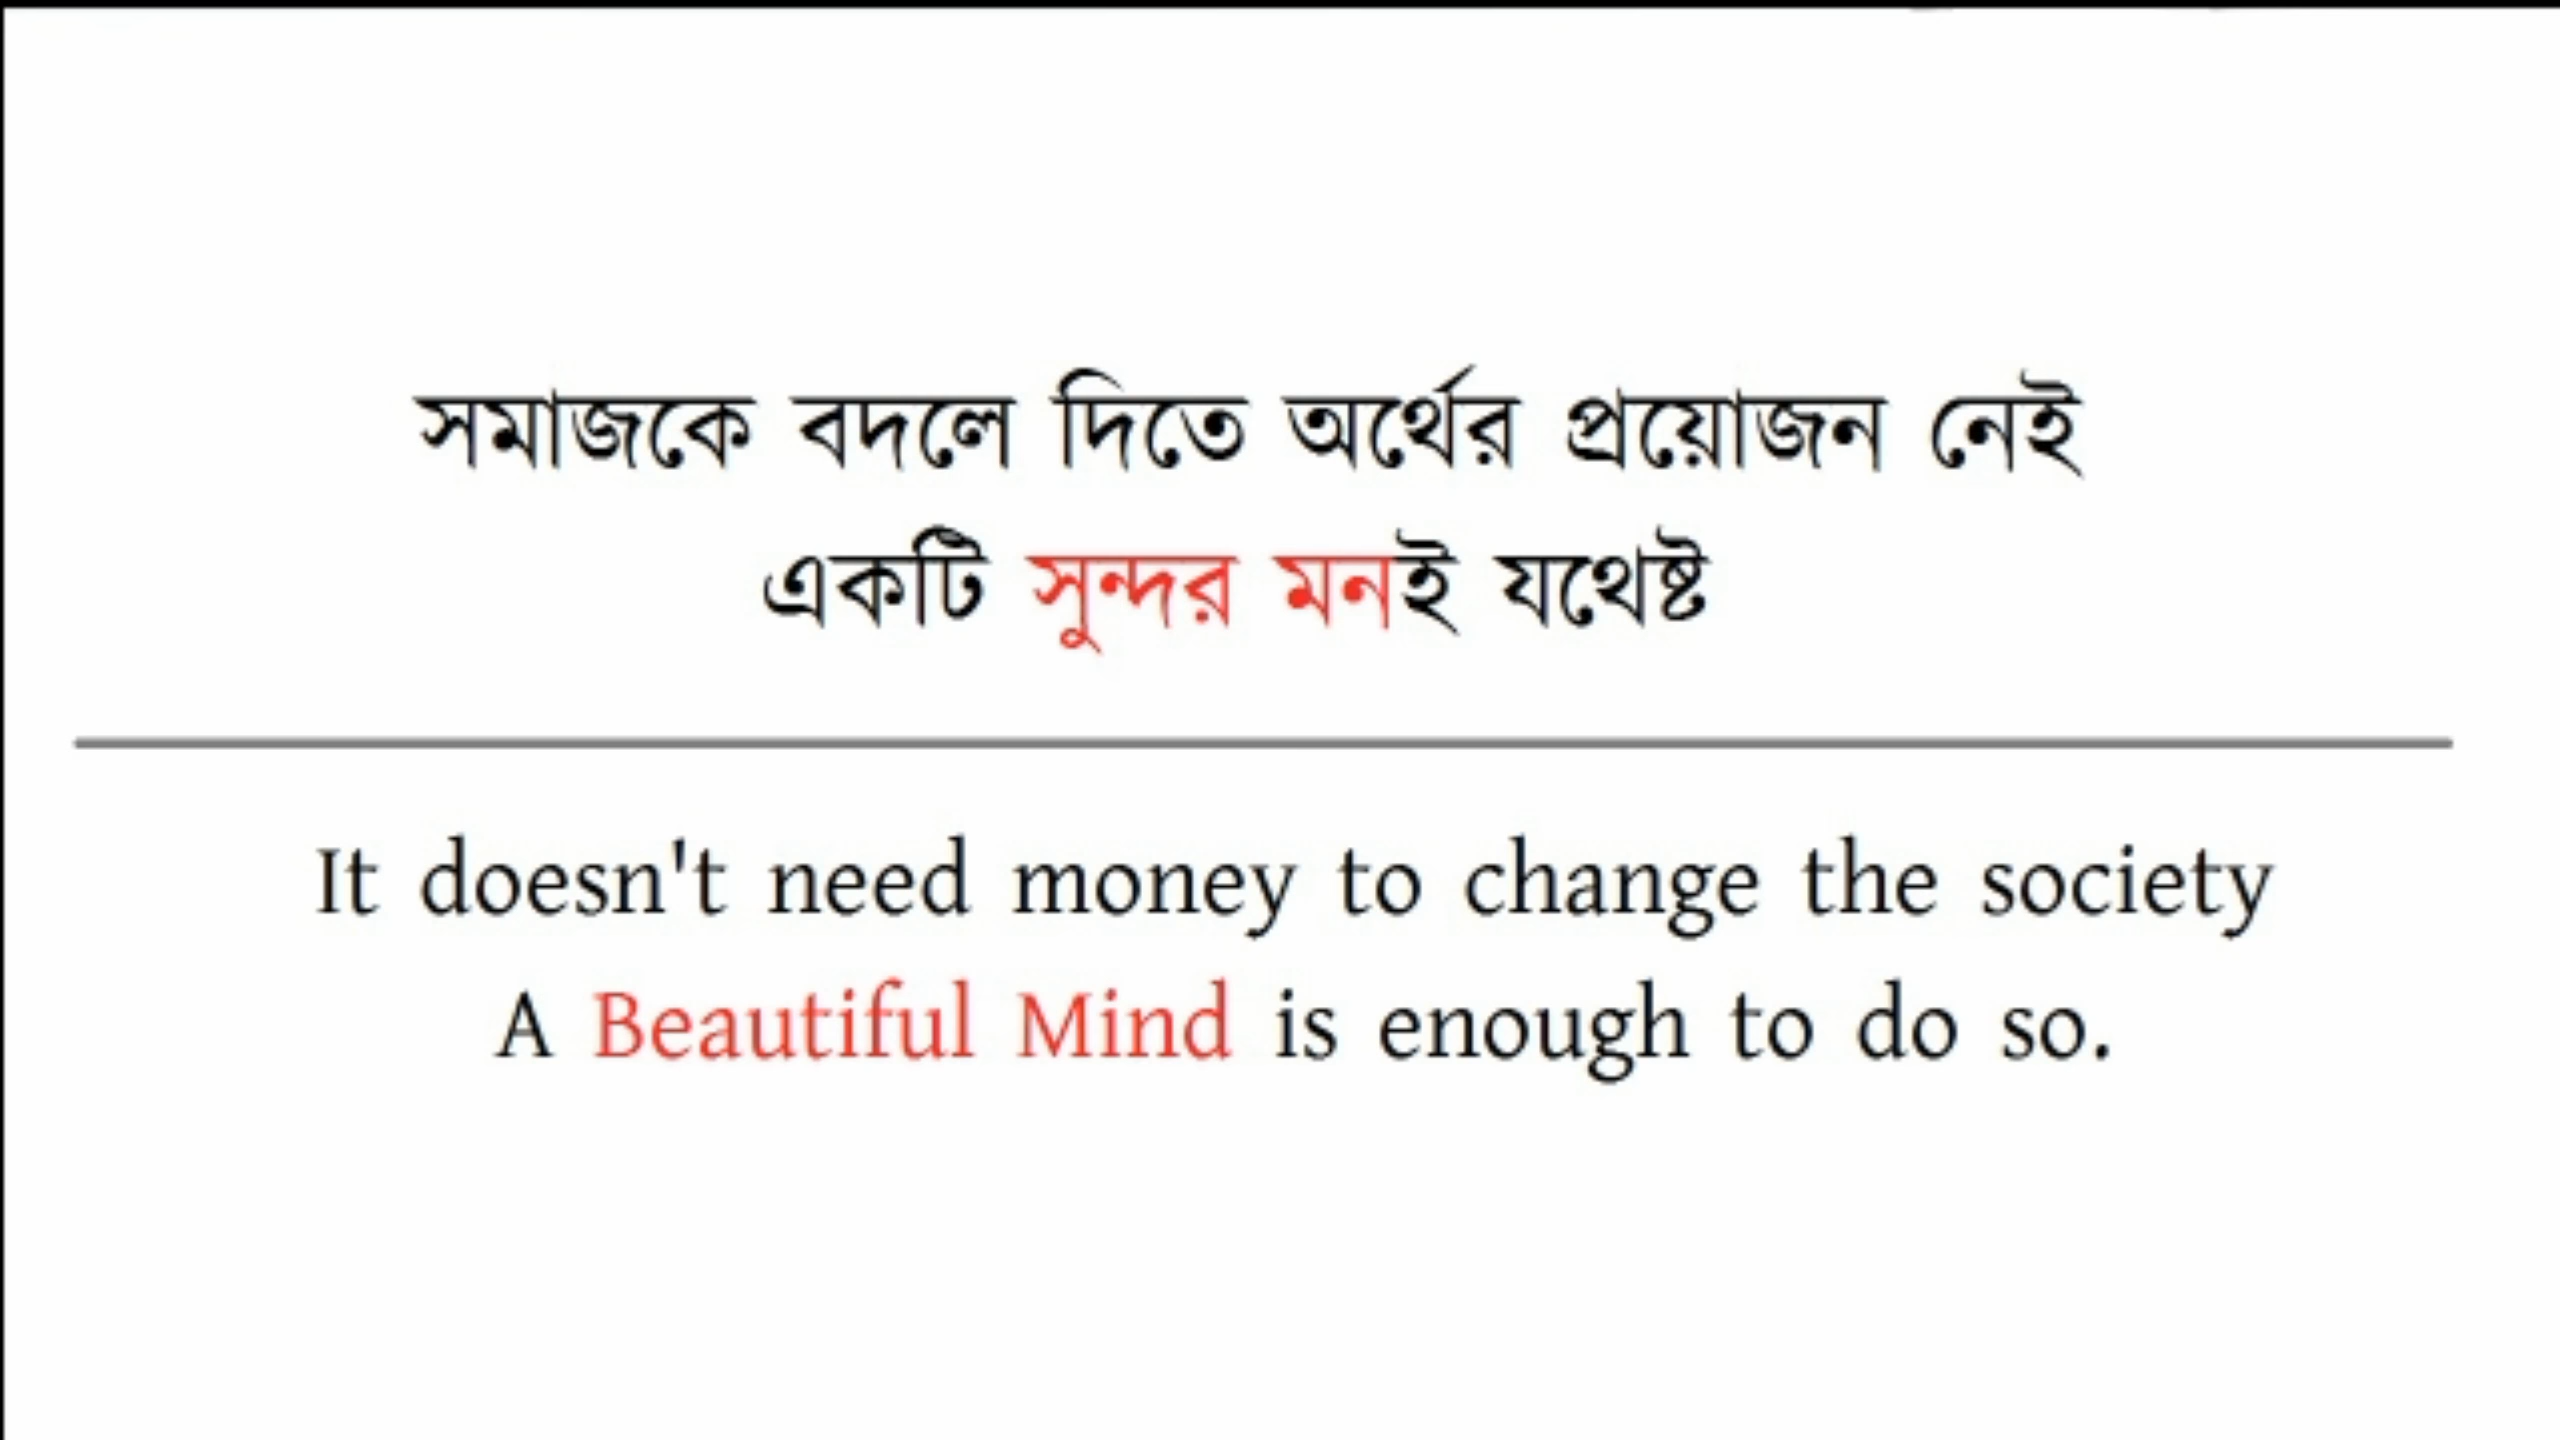 সমাজকে বদলে দিতে অর্থের প্রয়োজন নেই
একটি সুন্দর মনই যথেষ্ট
It doesn't need money to change the society
A Beautiful Mind is enough to do so.